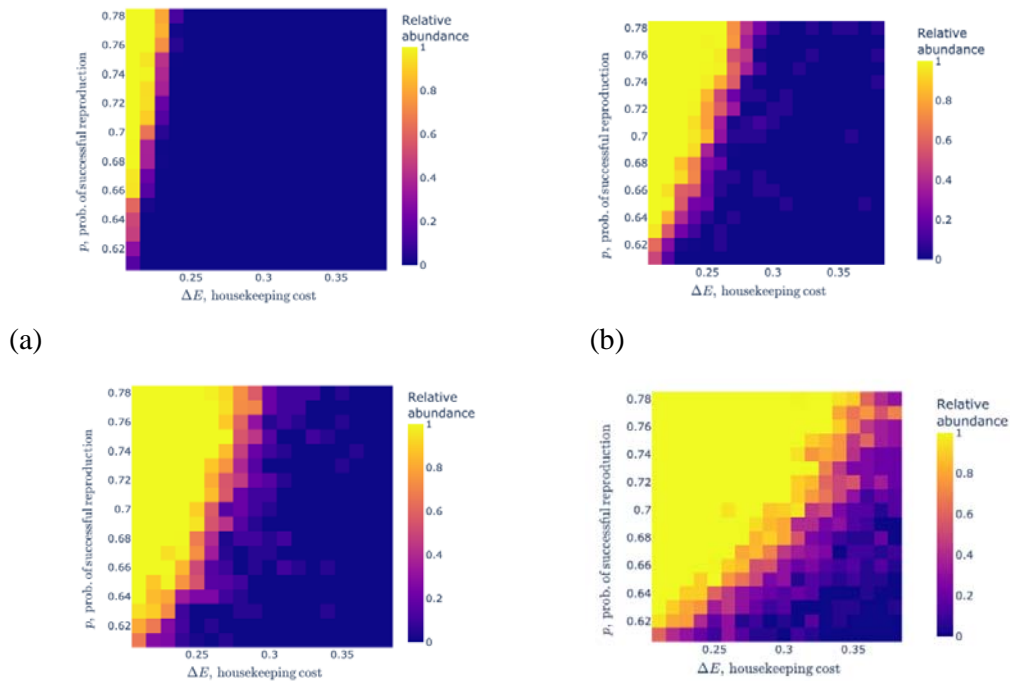 0.78
0.76
0.74
0.72
0.7
0.68
0.66
0.64
0.62
p, prob. of successful reproduction
0.25 0.3 0.35
ΔE, housekeeping cost
Relative
abundance
1
0.8
0.6
0.4
0.2
0
0.78
0.76
0.74
0.72
0.7
0.68
0.66
0.64
0.62
p, prob. of successful reproduction
0.25 0.3 0.35
ΔE, housekeeping cost
Relative
abundance
1
0.8
0.6
0.4
0.2
0
(a) (b)
0.78
0.76
0.74
0.72
0.7
0.68
0.66
0.64
0.62
p, prob. of successful reproduction
0.25 0.3 0.35
ΔE, housekeeping cost
Relative
abundance
1
0.8
0.6
0.4
0.2
0
0.78
0.76
0.74
0.72
0.7
0.68
0.66
0.64
0.62
p, prob. of successful reproduction
0.25 0.3 0.35
ΔE, housekeeping cost
Relative
abundance
1
0.8
0.6
0.4
0.2
0